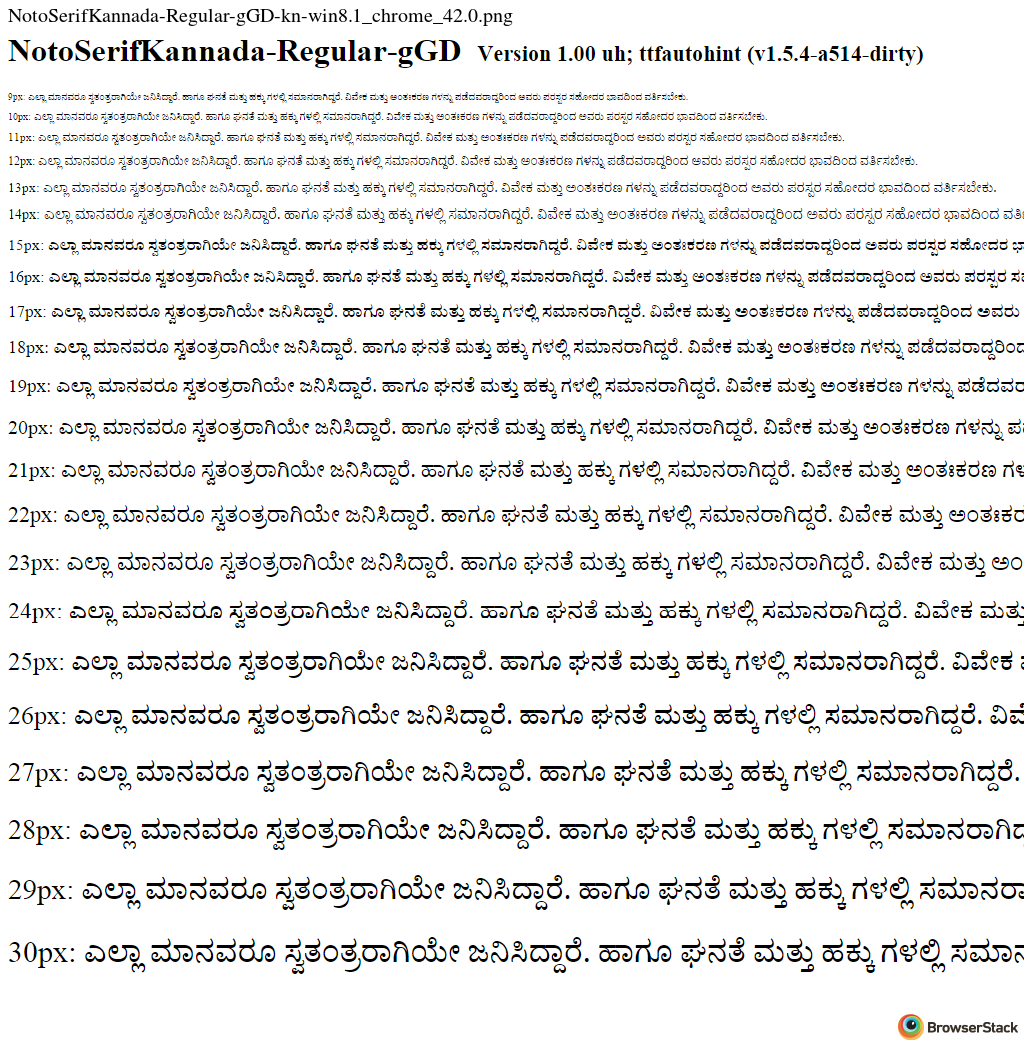 NotoSerifKannada-Regular-gGD-kn-win8.1_chrome_42.0.png
NotoSerifKannada-Regular-gGD Version 1.00 uh; ttfautohint (v1.5.4-a514-dirty)
9px: ಎಲ್ಲಾ ಮಾನವರೂ ಸ್ವತಂತ್ರರಾಗಿಯೇ ಜನಿಸಿದ್ದಾರೆ. ಹಾಗೂ ಘನತೆ ಮತ್ತು ಹಕ್ಕು ಗಳಲ್ಲಿ ಸಮಾನರಾಗಿದ್ದರೆ. ವಿವೇಕ ಮತ್ತು ಅಂತಃಕರಣ ಗಳನ್ನು ಪಡೆದವರಾದ್ದರಿಂದ ಅವರು ಪರಸ್ಪರ ಸಹೋದರ ಭಾವದಿಂದ ವರ್ತಿಸಬೇಕು.
10px: ಎಲ್ಲಾ ಮಾನವರೂ ಸ್ವತಂತ್ರರಾಗಿಯೇ ಜನಿಸಿದ್ದಾರೆ. ಹಾಗೂ ಘನತೆ ಮತ್ತು ಹಕ್ಕು ಗಳಲ್ಲಿ ಸಮಾನರಾಗಿದ್ದರೆ. ವಿವೇಕ ಮತ್ತು ಅಂತಃಕರಣ ಗಳನ್ನು ಪಡೆದವರಾದ್ದರಿಂದ ಅವರು ಪರಸ್ಪರ ಸಹೋದರ ಭಾವದಿಂದ ವರ್ತಿಸಬೇಕು.
11px: ಎಲ್ಲಾ ಮಾನವರೂ ಸ್ವತಂತ್ರರಾಗಿಯೇ ಜನಿಸಿದ್ದಾರೆ. ಹಾಗೂ ಘನತೆ ಮತ್ತು ಹಕ್ಕು ಗಳಲ್ಲಿ ಸಮಾನರಾಗಿದ್ದರೆ. ವಿವೇಕ ಮತ್ತು ಅಂತಃಕರಣ ಗಳನ್ನು ಪಡೆದವರಾದ್ದರಿಂದ ಅವರು ಪರಸ್ಪರ ಸಹೋದರ ಭಾವದಿಂದ ವರ್ತಿಸಬೇಕು.
12px: ಎಲ್ಲಾ ಮಾನವರೂ ಸ್ವತಂತ್ರರಾಗಿಯೇ ಜನಿಸಿದ್ದಾರೆ. ಹಾಗೂ ಘನತೆ ಮತ್ತು ಹಕ್ಕು ಗಳಲ್ಲಿ ಸಮಾನರಾಗಿದ್ದರೆ. ವಿವೇಕ ಮತ್ತು ಅಂತಃಕರಣ ಗಳನ್ನು ಪಡೆದವರಾದ್ದರಿಂದ ಅವರು ಪರಸ್ಪರ ಸಹೋದರ ಭಾವದಿಂದ ವರ್ತಿಸಬೇಕು.
13px: ಎಲ್ಲಾ ಮಾನವರೂ ಸ್ವತಂತ್ರರಾಗಿಯೇ ಜನಿಸಿದ್ದಾರೆ. ಹಾಗೂ ಘನತೆ ಮತ್ತು ಹಕ್ಕು ಗಳಲ್ಲಿ ಸಮಾನರಾಗಿದ್ದರೆ. ವಿವೇಕ ಮತ್ತು ಅಂತಃಕರಣ ಗಳನ್ನು ಪಡೆದವರಾದ್ದರಿಂದ ಅವರು ಪರಸ್ಪರ ಸಹೋದರ ಭಾವದಿಂದ ವರ್ತಿಸಬೇಕು.
14px: ಎಲ್ಲಾ ಮಾನವರೂ ಸ್ವತಂತ್ರರಾಗಿಯೇ ಜನಿಸಿದ್ದಾರೆ. ಹಾಗೂ ಘನತೆ ಮತ್ತು ಹಕ್ಕು ಗಳಲ್ಲಿ ಸಮಾನರಾಗಿದ್ದರೆ. ವಿವೇಕ ಮತ್ತು ಅಂತಃಕರಣ ಗಳನ್ನು ಪಡೆದವರಾದ್ದರಿಂದ ಅವರು ಪರಸ್ಪರ ಸಹೋದರ ಭಾವದಿಂದ
15px: ಎಲ್ಲಾ ಮಾನವರೂ ಸ್ವತಂತ್ರರಾಗಿಯೇ ಜನಿಸಿದ್ದಾರೆ. ಹಾಗೂ ಘನತೆ ಮತ್ತು ಹಕ್ಕು ಗಳಲ್ಲಿ ಸಮಾನರಾಗಿದ್ದರೆ. ವಿವೇಕ ಮತ್ತು ಅಂತಃಕರಣ ಗಳನ್ನು ಪಡೆದವರಾದ್ದರಿಂದ ಅವರು ಪರಸ್ಪರ ಸಹೋದರ
16px: ಎಲ್ಲಾ ಮಾನವರೂ ಸ್ವತಂತ್ರರಾಗಿಯೇ ಜನಿಸಿದ್ದಾರೆ. ಹಾಗೂ ಘನತೆ ಮತ್ತು ಹಕ್ಕು ಗಳಲ್ಲಿ ಸಮಾನರಾಗಿದ್ದರೆ. ವಿವೇಕ ಮತ್ತು ಅಂತಃಕರಣ ಗಳನ್ನು ಪಡೆದವರಾದ್ದರಿಂದ ಅವರು ಪರಸ್ಪರ
17px: ಎಲ್ಲಾ ಮಾನವರೂ ಸ್ವತಂತ್ರರಾಗಿಯೇ ಜನಿಸಿದ್ದಾರೆ. ಹಾಗೂ ಘನತೆ ಮತ್ತು ಹಕ್ಕು ಗಳಲ್ಲಿ ಸಮಾನರಾಗಿದ್ದರೆ. ವಿವೇಕ ಮತ್ತು ಅಂತಃಕರಣ ಗಳನ್ನು ಪಡೆದವರಾದ್ದರಿಂದ ಅವರು
18px: ಎಲ್ಲಾ ಮಾನವರೂ ಸ್ವತಂತ್ರರಾಗಿಯೇ ಜನಿಸಿದ್ದಾರೆ. ಹಾಗೂ ಘನತೆ ಮತ್ತು ಹಕ್ಕು ಗಳಲ್ಲಿ ಸಮಾನರಾಗಿದ್ದರೆ. ವಿವೇಕ ಮತ್ತು ಅಂತಃಕರಣ ಗಳನ್ನು
19px: ಎಲ್ಲಾ ಮಾನವರೂ ಸ್ವತಂತ್ರರಾಗಿಯೇ ಜನಿಸಿದ್ದಾರೆ. ಹಾಗೂ ಘನತೆ ಮತ್ತು ಹಕ್ಕು ಗಳಲ್ಲಿ ಸಮಾನರಾಗಿದ್ದರೆ. ವಿವೇಕ ಮತ್ತು ಅಂತಃಕರಣ ಗಳನ್ನು
20px: ಎಲ್ಲಾ ಮಾನವರೂ ಸ್ವತಂತ್ರರಾಗಿಯೇ ಜನಿಸಿದ್ದಾರೆ. ಹಾಗೂ ಘನತೆ ಮತ್ತು ಹಕ್ಕು ಗಳಲ್ಲಿ ಸಮಾನರಾಗಿದ್ದರೆ. ವಿವೇಕ ಮತ್ತು ಅಂತಃಕರಣ ಗಳನ್ನು
21px: ಎಲ್ಲಾ ಮಾನವರೂ ಸ್ವತಂತ್ರರಾಗಿಯೇ ಜನಿಸಿದ್ದಾರೆ. ಹಾಗೂ ಘನತೆ ಮತ್ತು ಹಕ್ಕು ಗಳಲ್ಲಿ ಸಮಾನರಾಗಿದ್ದರೆ. ವಿವೇಕ ಮತ್ತು ಅಂತಃಕರಣ
22px: ಎಲ್ಲಾ ಮಾನವರೂ ಸ್ವತಂತ್ರರಾಗಿಯೇ ಜನಿಸಿದ್ದಾರೆ. ಹಾಗೂ ಘನತೆ ಮತ್ತು ಹಕ್ಕು ಗಳಲ್ಲಿ ಸಮಾನರಾಗಿದ್ದರೆ. ವಿವೇಕ ಮತ್ತು
23px: ಎಲ್ಲಾ ಮಾನವರೂ ಸ್ವತಂತ್ರರಾಗಿಯೇ ಜನಿಸಿದ್ದಾರೆ. ಹಾಗೂ ಘನತೆ ಮತ್ತು ಹಕ್ಕು ಗಳಲ್ಲಿ ಸಮಾನರಾಗಿದ್ದರೆ. ವಿವೇಕ ಮತ್ತು ಅಂ
24px: ಎಲ್ಲಾ ಮಾನವರೂ ಸ್ವತಂತ್ರರಾಗಿಯೇ ಜನಿಸಿದ್ದಾರೆ. ಹಾಗೂ ಘನತೆ ಮತ್ತು ಹಕ್ಕು ಗಳಲ್ಲಿ ಸಮಾನರಾಗಿದ್ದರೆ. ವಿವೇಕ ಮತ್ತು
25px: ಎಲ್ಲಾ ಮಾನವರೂ ಸ್ವತಂತ್ರರಾಗಿಯೇ ಜನಿಸಿದ್ದಾರೆ. ಹಾಗೂ ಘನತೆ ಮತ್ತು ಹಕ್ಕು ಗಳಲ್ಲಿ ಸಮಾನರಾಗಿದ್ದರೆ. ವಿವೇಕ
26px: ಎಲ್ಲಾ ಮಾನವರೂ ಸ್ವತಂತ್ರರಾಗಿಯೇ ಜನಿಸಿದ್ದಾರೆ. ಹಾಗೂ ಘನತೆ ಮತ್ತು ಹಕ್ಕು ಗಳಲ್ಲಿ ಸಮಾನರಾಗಿದ್ದರೆ.
27px: ಎಲ್ಲಾ ಮಾನವರೂ ಸ್ವತಂತ್ರರಾಗಿಯೇ ಜನಿಸಿದ್ದಾರೆ. ಹಾಗೂ ಘನತೆ ಮತ್ತು ಹಕ್ಕು ಗಳಲ್ಲಿ ಸಮಾನರಾಗಿದ್ದರೆ.
28px: ಎಲ್ಲಾ ಮಾನವರೂ ಸ್ವತಂತ್ರರಾಗಿಯೇ ಜನಿಸಿದ್ದಾರೆ. ಹಾಗೂ ಘನತೆ ಮತ್ತು ಹಕ್ಕು ಗಳಲ್ಲಿ
29px: ಎಲ್ಲಾ ಮಾನವರೂ ಸ್ವತಂತ್ರರಾಗಿಯೇ ಜನಿಸಿದ್ದಾರೆ. ಹಾಗೂ ಘನತೆ ಮತ್ತು ಹಕ್ಕು ಗಳಲ್ಲಿ
30px: ಎಲ್ಲಾ ಮಾನವರೂ ಸ್ವತಂತ್ರರಾಗಿಯೇ ಜನಿಸಿದ್ದಾರೆ. ಹಾಗೂ ಘನತೆ ಮತ್ತು ಹಕ್ಕು ಗಳಲ್ಲಿ
BrowserStack